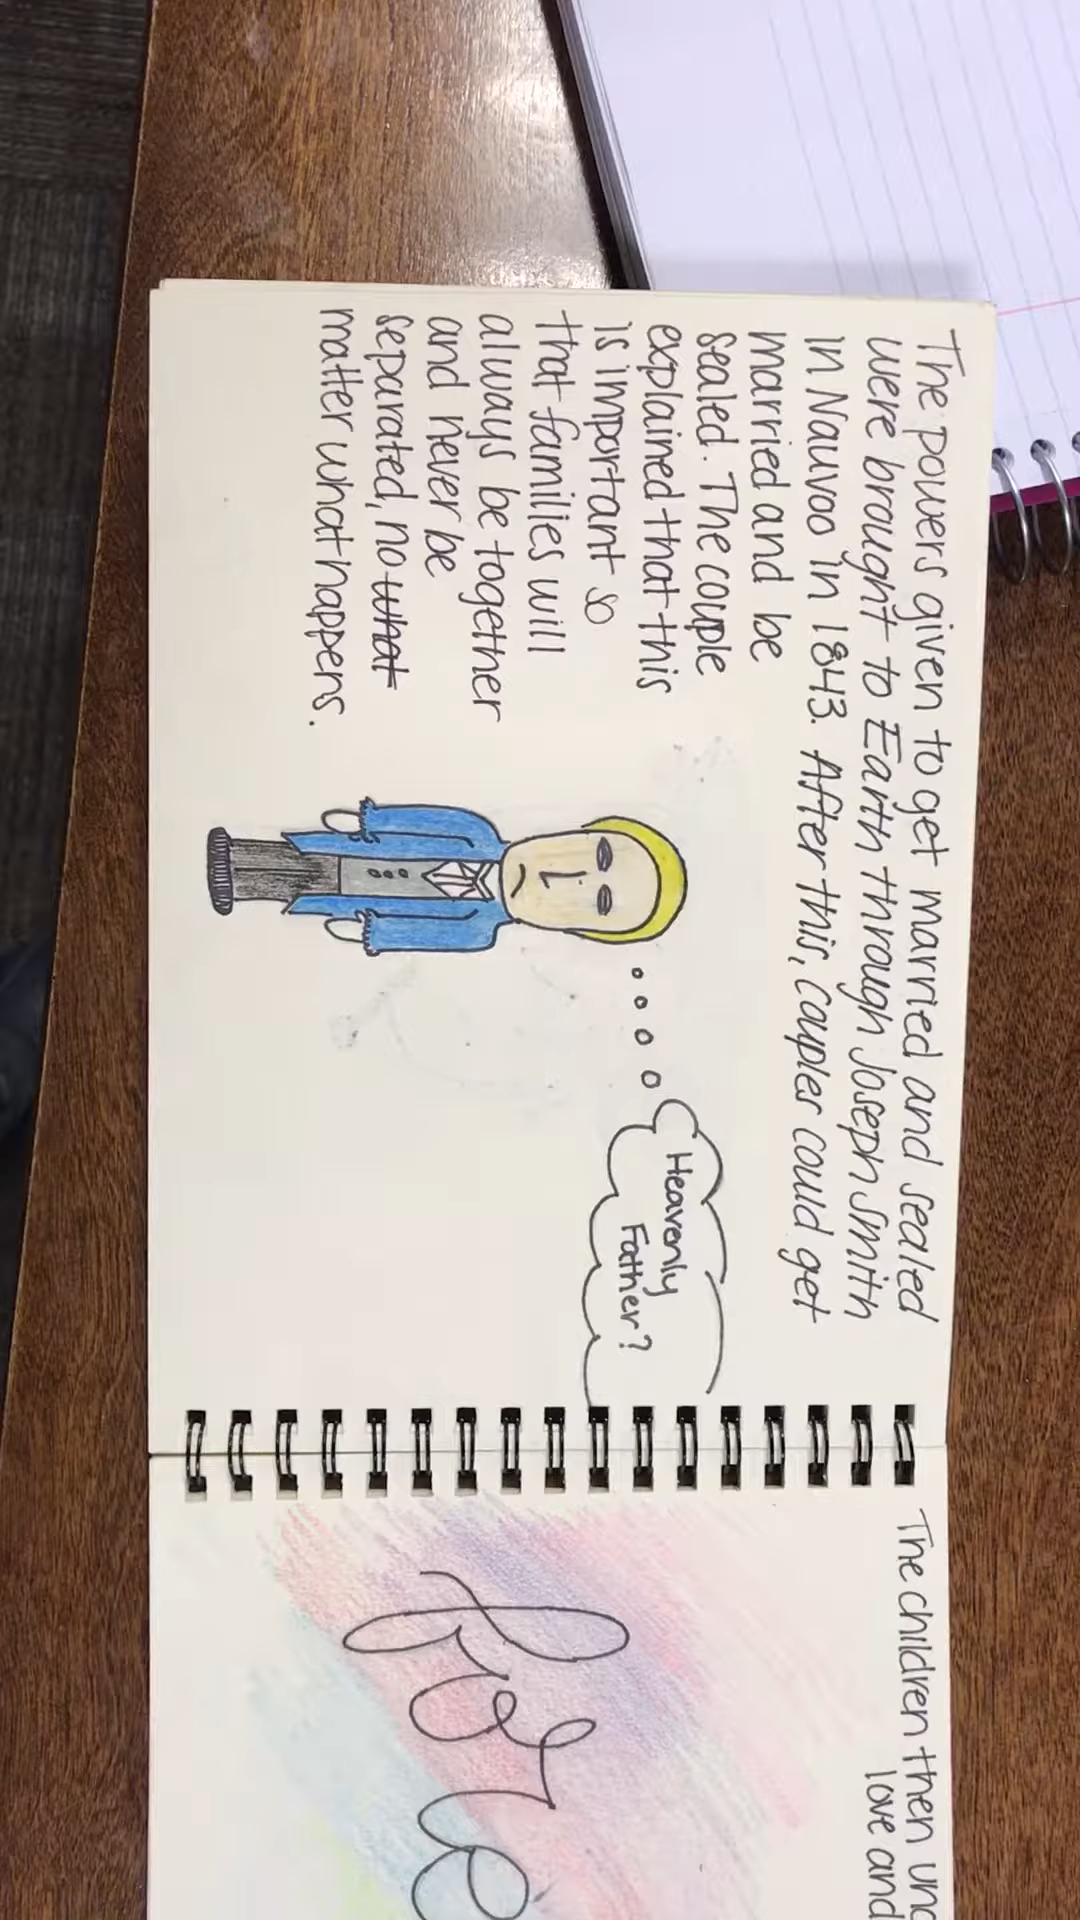 The powers given to get married and sealed
were brought to Earth through Joseph Smith
in Nauvoo in 1843. After this, couples could get
married and be
sealed. The couple
explained that this
is important so
that families will
always be together
and never be
separated, no what
matter what happens.
Heavenly
Father?
The children then
love and